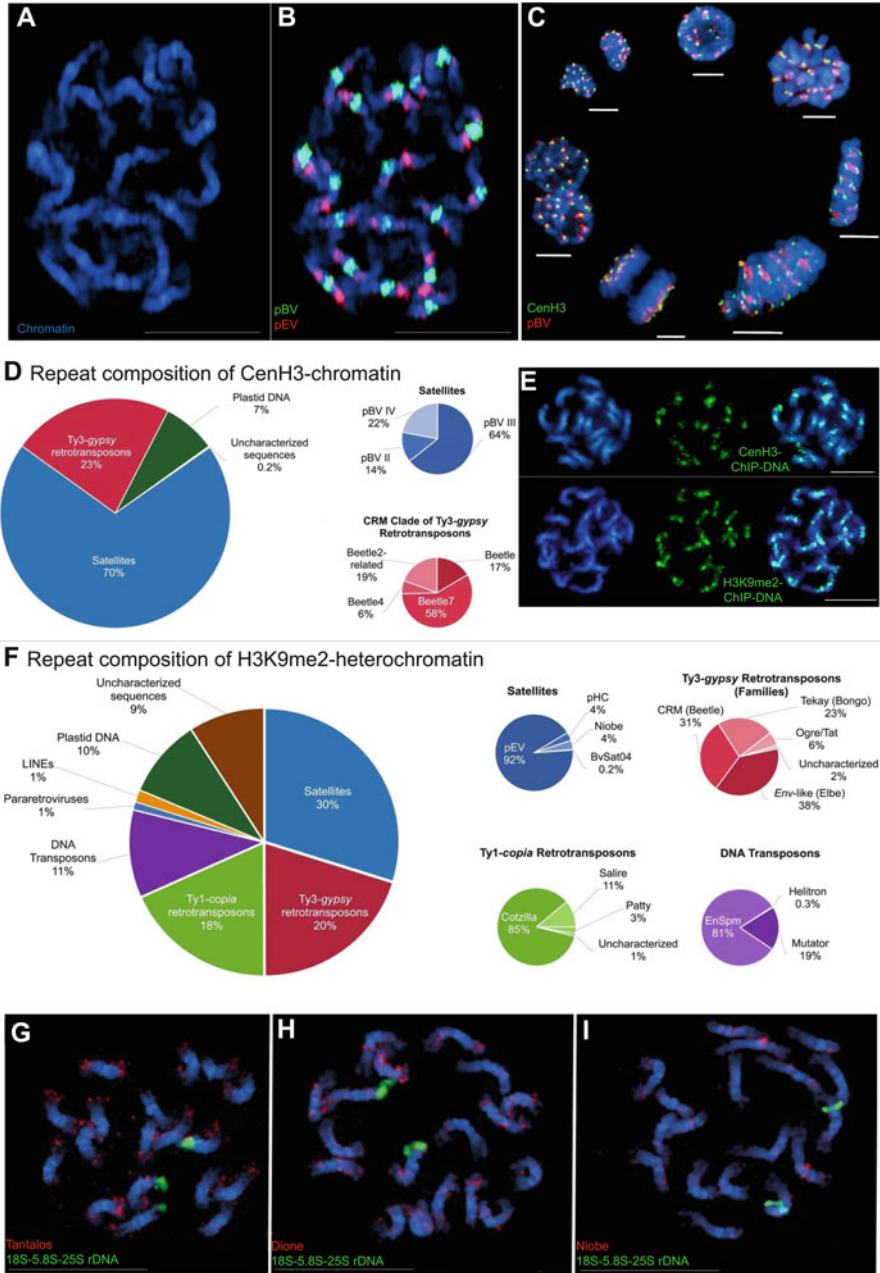 A
B
C
Chromatin
pBV
pEV
CenH3
pBV
D Repeat composition of CenH3-chromatin
Plastid DNA
7%
Ty3-gypsy
retrotransposons
23%
Uncharacterized
sequences
0.2%
Satellites
70%
Satellites
pBV IV
22%
pBV III
64%
pBV II
14%
CRM Clade of Ty3-gypsy
Retrotransposons
Beetle2-
related
19%
Beetle
17%
Beetle4
6%
Beetle7
58%
E
CenH3-
ChIP-DNA
H3K9me2-
ChIP-DNA
F Repeat composition of H3K9me2-heterochromatin
Uncharacterized
sequences
9%
Plastid DNA
10%
LINEs
1%
Pararetroviruses
1%
DNA
Transposons
11%
Satellites
30%
Ty1-copia
retrotransposons
18%
Ty3-gypsy
retrotransposons
20%
Satellites
pHC
4%
Niobe
4%
BvSat04
0.2%
pEV
92%
Ty3-gypsy Retrotransposons
(Families)
Tekay (Bongo)
23%
CRM (Beetle)
31%
Ogre/Tat
6%
Uncharacterized
2%
Env-like (Elbe)
38%
Ty1-copia Retrotransposons
Salire
11%
Cotzilla
85%
Patty
3%
Uncharacterized
1%
DNA Transposons
Helitron
0.3%
EnSpm
81%
Mutator
19%
G
H
I
Tantalos
18S-5.8S-25S rDNA
Dione
18S-5.8S-25S rDNA
Niobe
18S-5.8S-25S rDNA